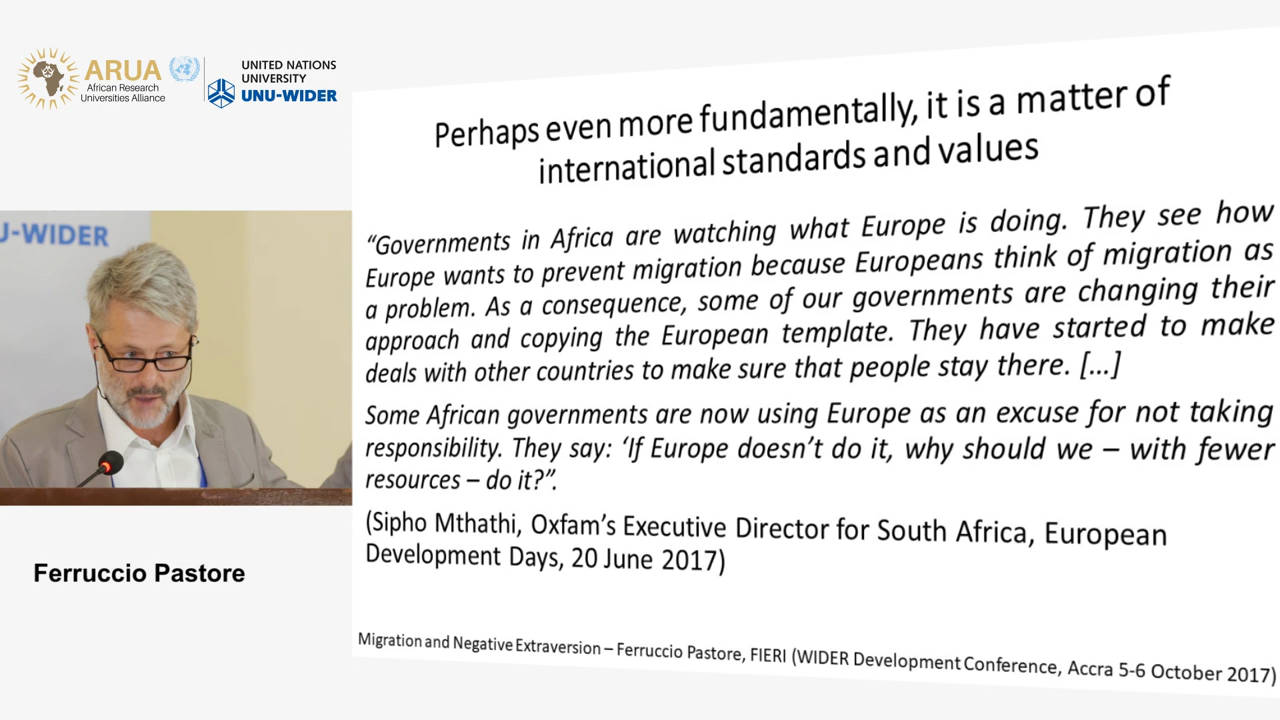 ARUA
African Research
Universities Alliance
UNITED NATIONS
UNIVERSITY
UNU-WIDER
Perhaps even more fundamentally, it is a matter of
international standards and values
“Governments in Africa are watching what Europe is doing. They see how
Europe wants to prevent migration because Europeans think of migration as
a problem. As a consequence, some of our governments are changing their
approach and copying the European template. They have started to make
deals with other countries to make sure that people stay there. [...]
Some African governments are now using Europe as an excuse for not taking
responsibility. They say: ‘If Europe doesn’t do it, why should we – with fewer
resources – do it?”.
(Sipho Mthathi, Oxfam’s Executive Director for South Africa, European
Development Days, 20 June 2017)
Migration and Negative Extraversion – Ferruccio Pastore, FIERI (WIDER Development Conference, Accra 5-6 October 2017)
U-WIDER
Ferruccio Pastore